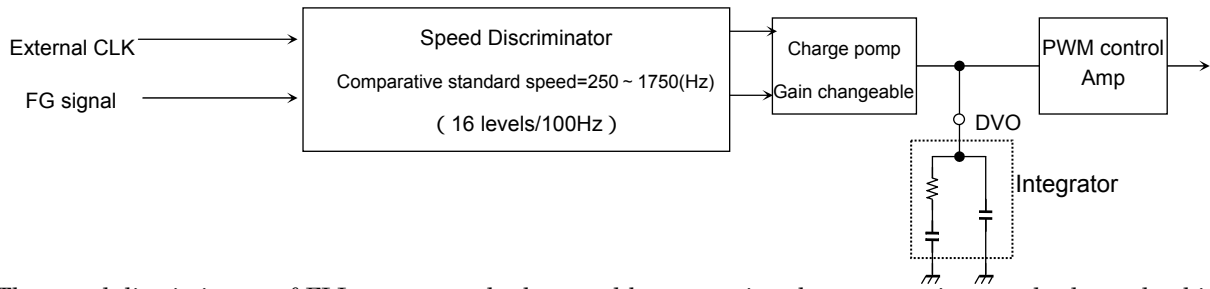 External CLK
FG signal
Speed Discriminator
Comparative standard speed=250 ~ 1750(Hz)
( 16 levels/100Hz )
Charge pomp
Gain changeable
PWM control
Amp
DVO
Integrator